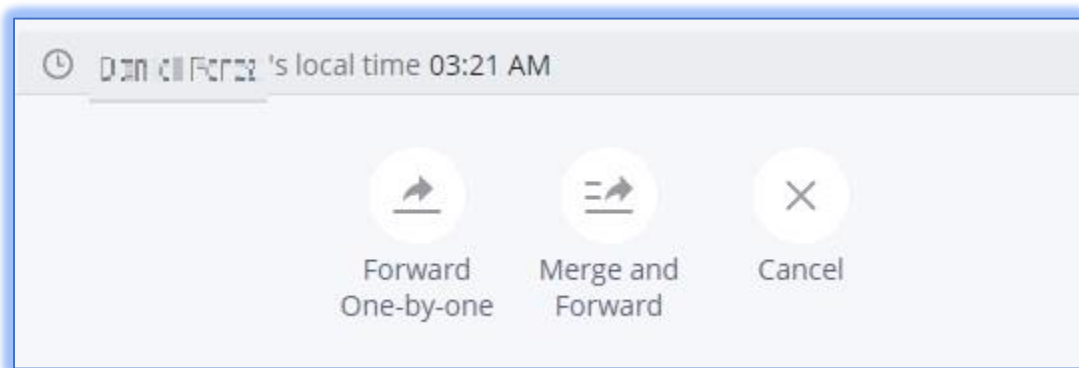 's local time 03:21 AM
Forward
One-by-one
Merge and
Forward
Cancel